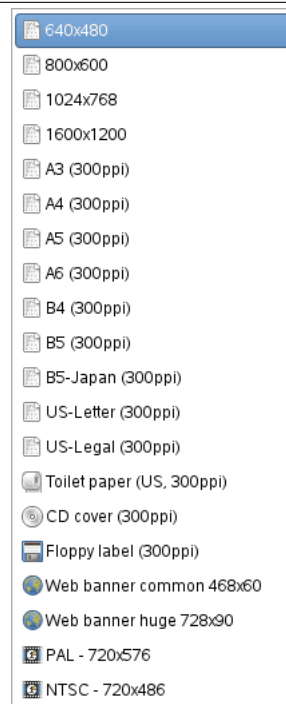 640x480
800x600
1024x768
1600x1200
A3 (300ppi)
A4 (300ppi)
A5 (300ppi)
A6 (300ppi)
B4 (300ppi)
B5 (300ppi)
B5-Japan (300ppi)
US-Letter (300ppi)
US-Legal (300ppi)
Toilet paper (US, 300ppi)
CD cover (300ppi)
Floppy label (300ppi)
Web banner common 468x60
Web banner huge 728x90
PAL - 720x576
NTSC - 720x486